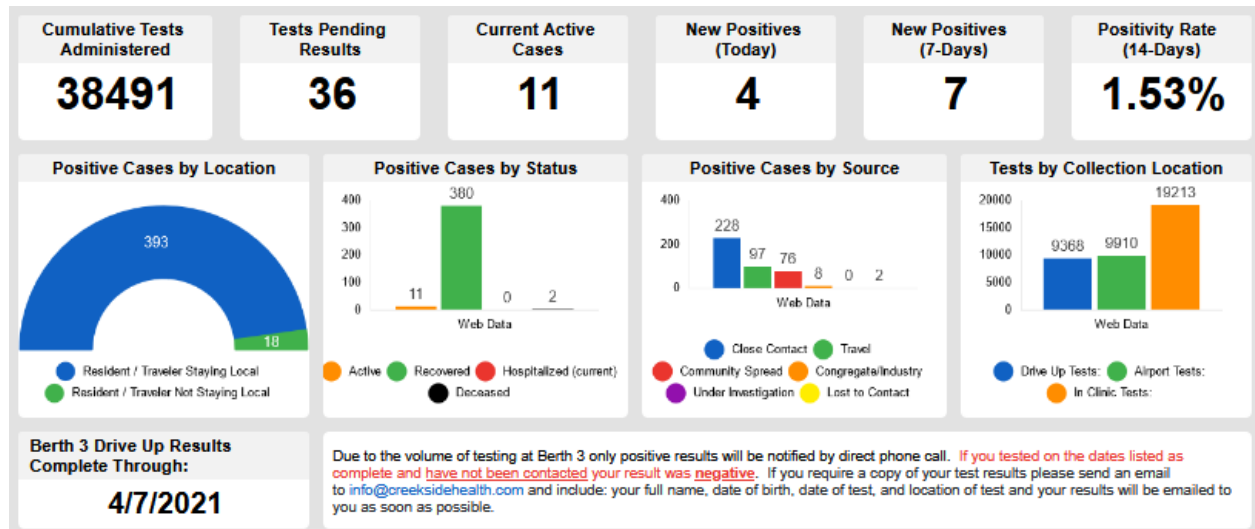 Cumulative Tests
Administered
38491
Tests Pending
Results
36
Current Active
Cases
11
New Positives
(Today)
4
New Positives
(7-Days)
7
Positivity Rate
(14-Days)
1.53%
Positive Cases by Location
393
18
Resident / Traveler Staying Local
Resident / Traveler Not Staying Local
Positive Cases by Status
400
300
200
100
0
11
380
0
2
Web Data
Active Recovered Hospitalized (current)
Deceased
Positive Cases by Source
400
200
0
228
97
76
8
0
2
Web Data
Close Contact Travel
Community Spread Congregate/Industry
Under Investigation Lost to Contact
Tests by Collection Location
20000
15000
10000
5000
0
9368
9910
19213
Web Data
Drive Up Tests: Airport Tests:
In Clinic Tests:
Berth 3 Drive Up Results
Complete Through:
4/7/2021
Due to the volume of testing at Berth 3 only positive results will be notified by direct phone call. If you tested on the dates listed as
complete and have not been contacted your result was negative. If you require a copy of your test results please send an email
to info@creeksidehealth.com and include: your full name, date of birth, date of test, and location of test and your results will be emailed to
you as soon as possible.